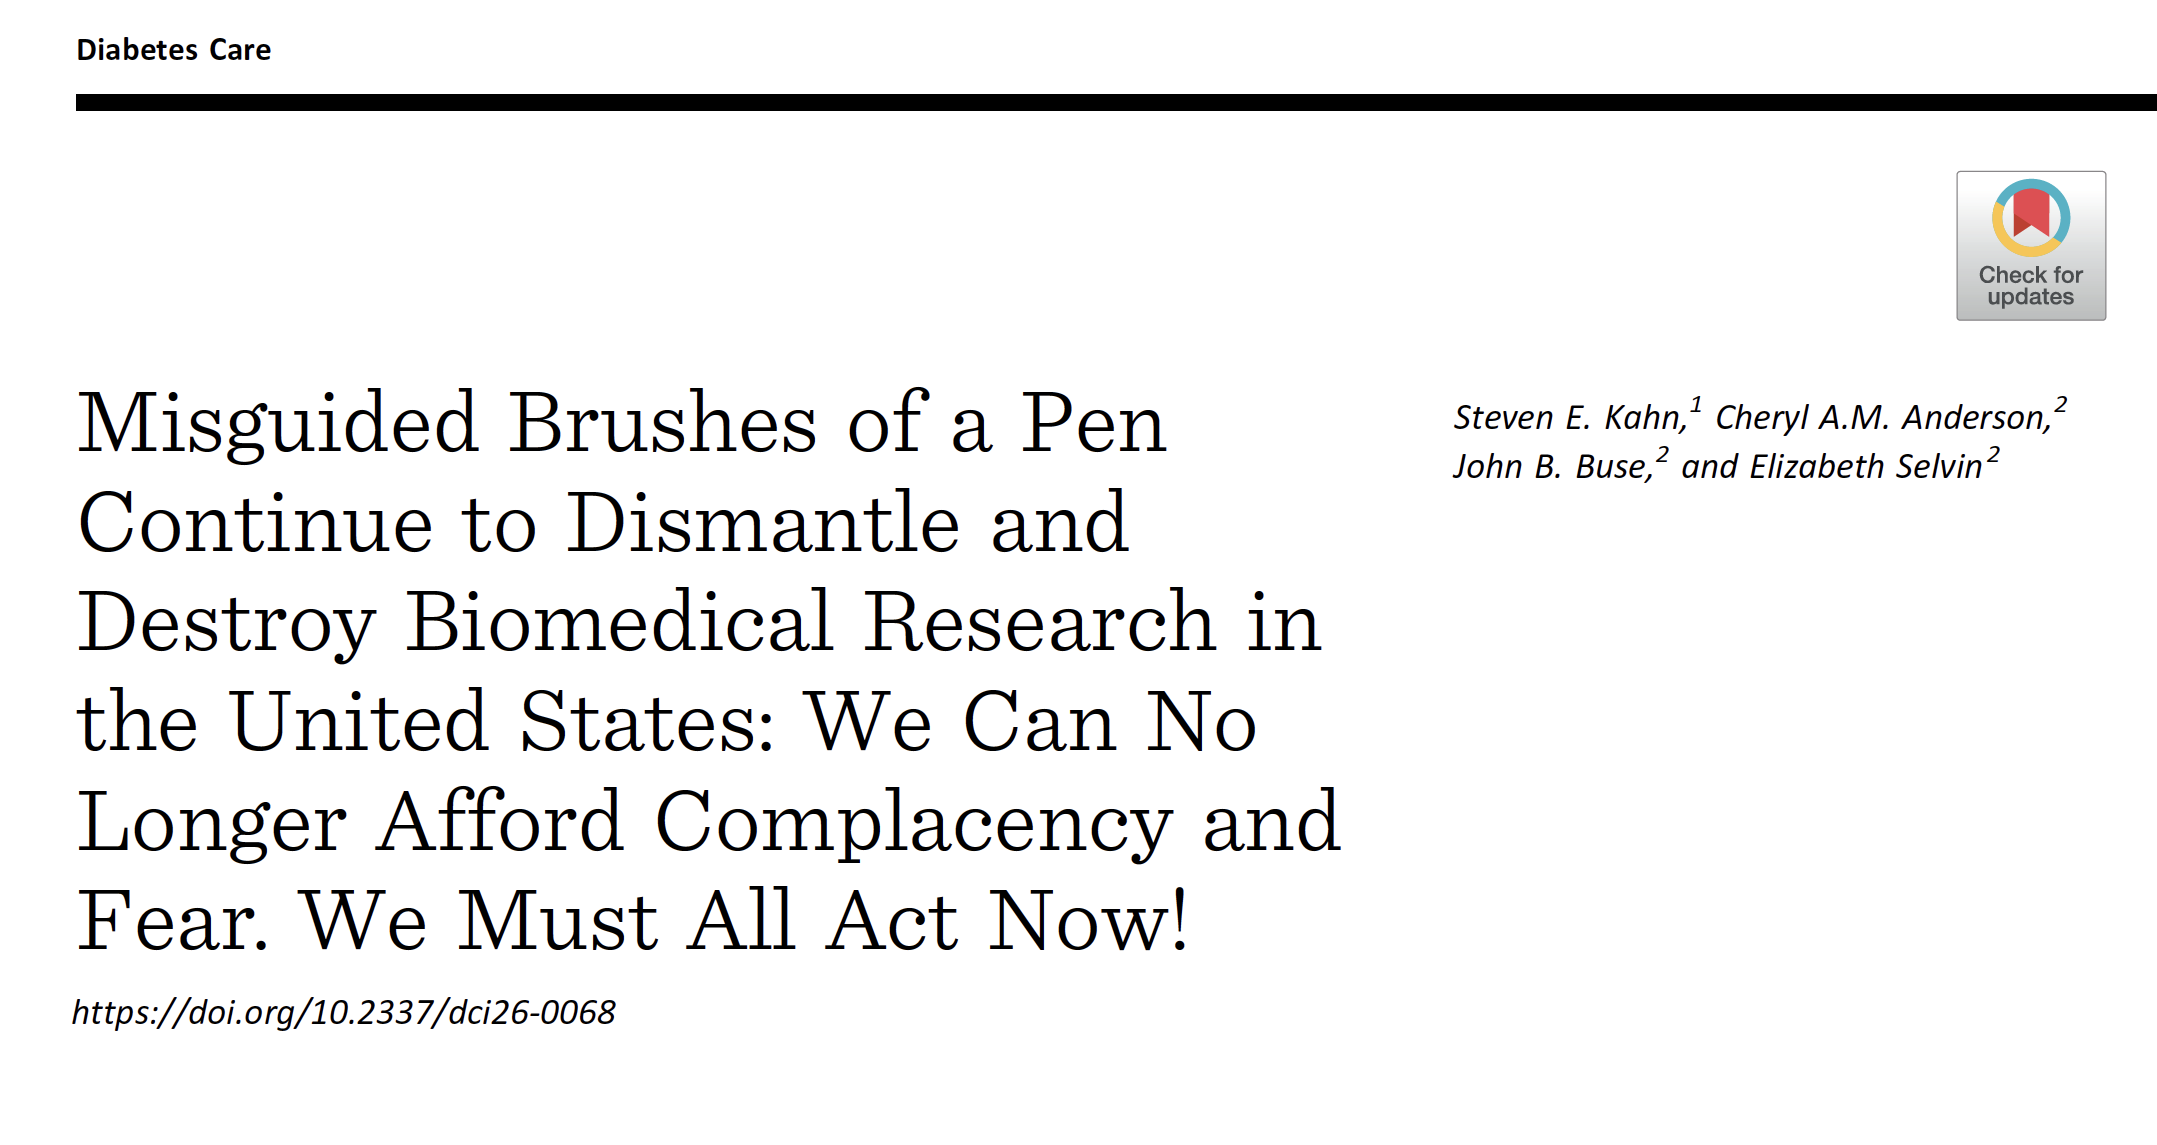 Diabetes Care
Check for
updates
Misguided Brushes of a Pen
Continue to Dismantle and
Destroy Biomedical Research in
the United States: We Can No
Longer Afford Complacency and
Fear. We Must All Act Now!
Steven E. Kahn,1 Cheryl A.M. Anderson,2
John B. Buse,2 and Elizabeth Selvin2
https://doi.org/10.2337/dci26-0068